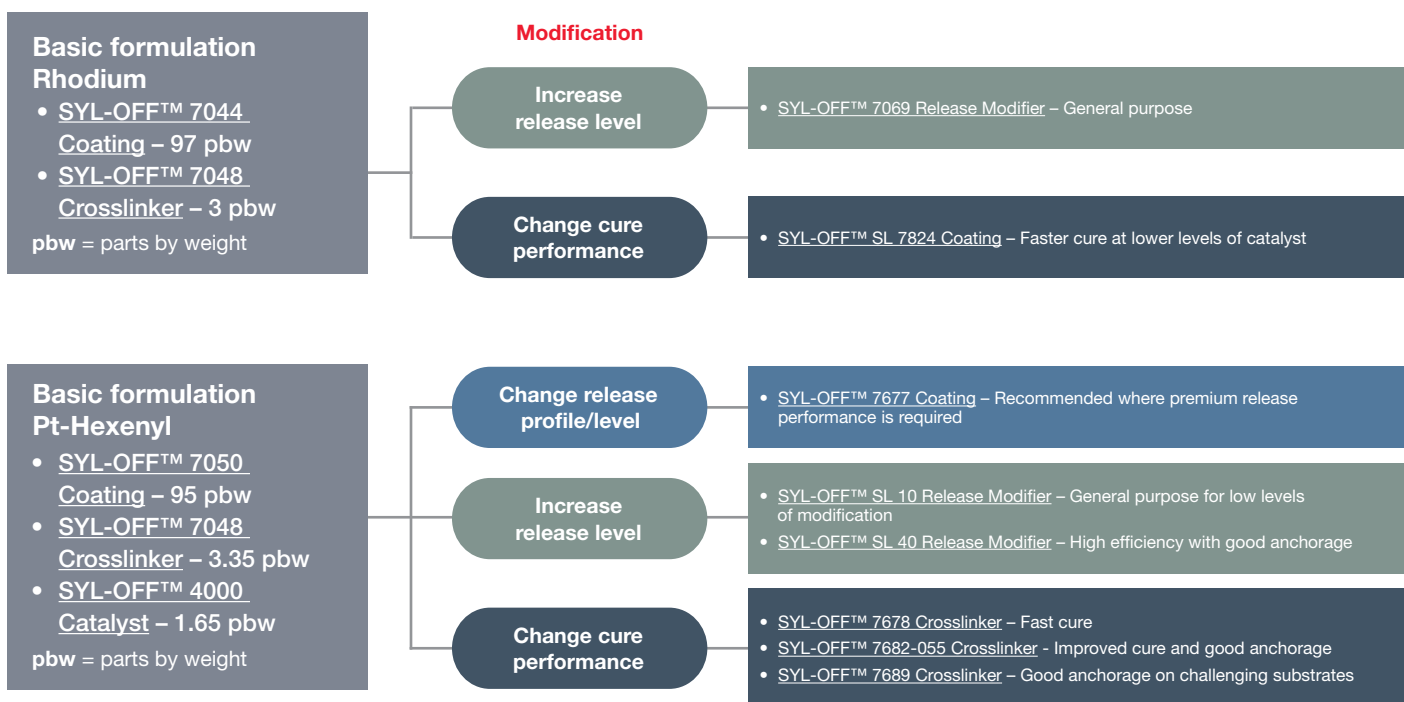 Modification
Basic formulation
Rhodium
• SYL-OFF™ 7044
Coating – 97 pbw
• SYL-OFF™ 7048
Crosslinker – 3 pbw
pbw = parts by weight
Increase
release level
• SYL-OFF™ 7069 Release Modifier – General purpose
Change cure
performance
• SYL-OFF™ SL 7824 Coating – Faster cure at lower levels of catalyst
Basic formulation
Pt-Hexenyl
• SYL-OFF™ 7050
Coating – 95 pbw
• SYL-OFF™ 7048
Crosslinker – 3.35 pbw
• SYL-OFF™ 4000
Catalyst – 1.65 pbw
pbw = parts by weight
Change release
profile/level
• SYL-OFF™ 7677 Coating – Recommended where premium release
performance is required
Increase
release level
• SYL-OFF™ SL 10 Release Modifier – General purpose for low levels
of modification
• SYL-OFF™ SL 40 Release Modifier – High efficiency with good anchorage
Change cure
performance
• SYL-OFF™ 7678 Crosslinker – Fast cure
• SYL-OFF™ 7682-055 Crosslinker - Improved cure and good anchorage
• SYL-OFF™ 7689 Crosslinker – Good anchorage on challenging substrates